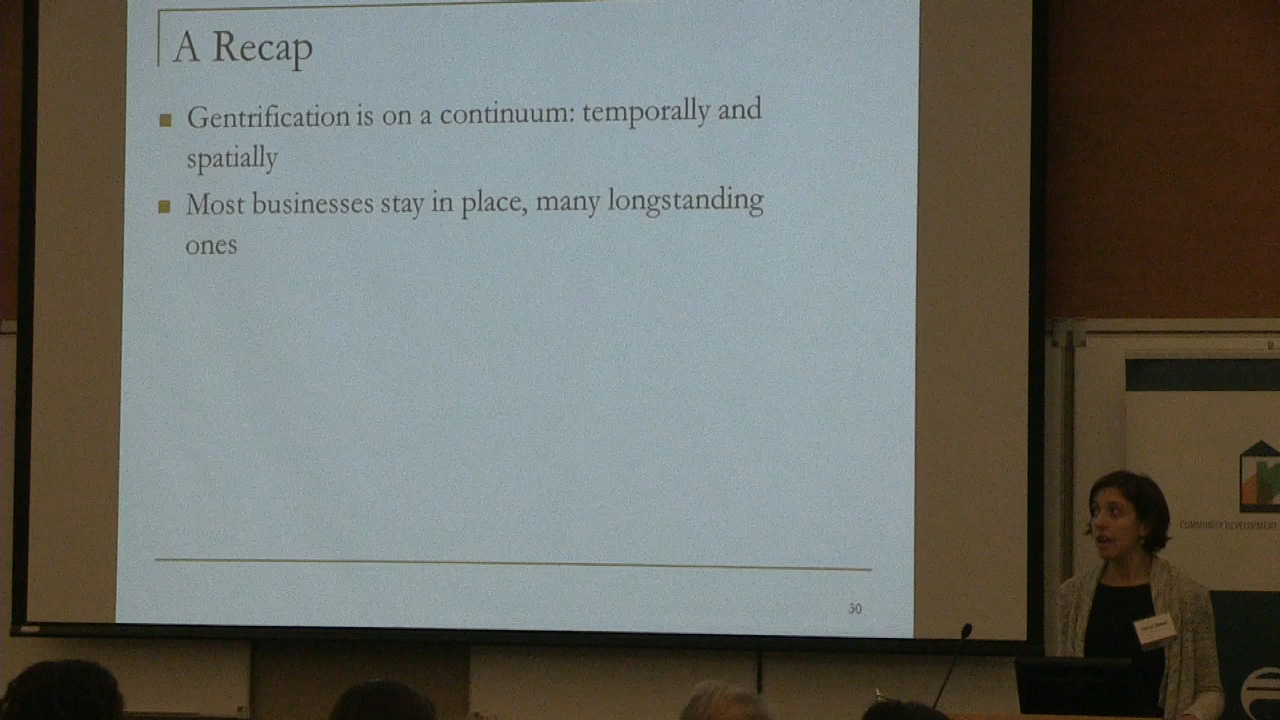 A Recap
Gentrification is on a continuum: temporally and
spatially
Most businesses stay in place, many longstanding
ones
30
COMMUNITY DEVELOPMENT